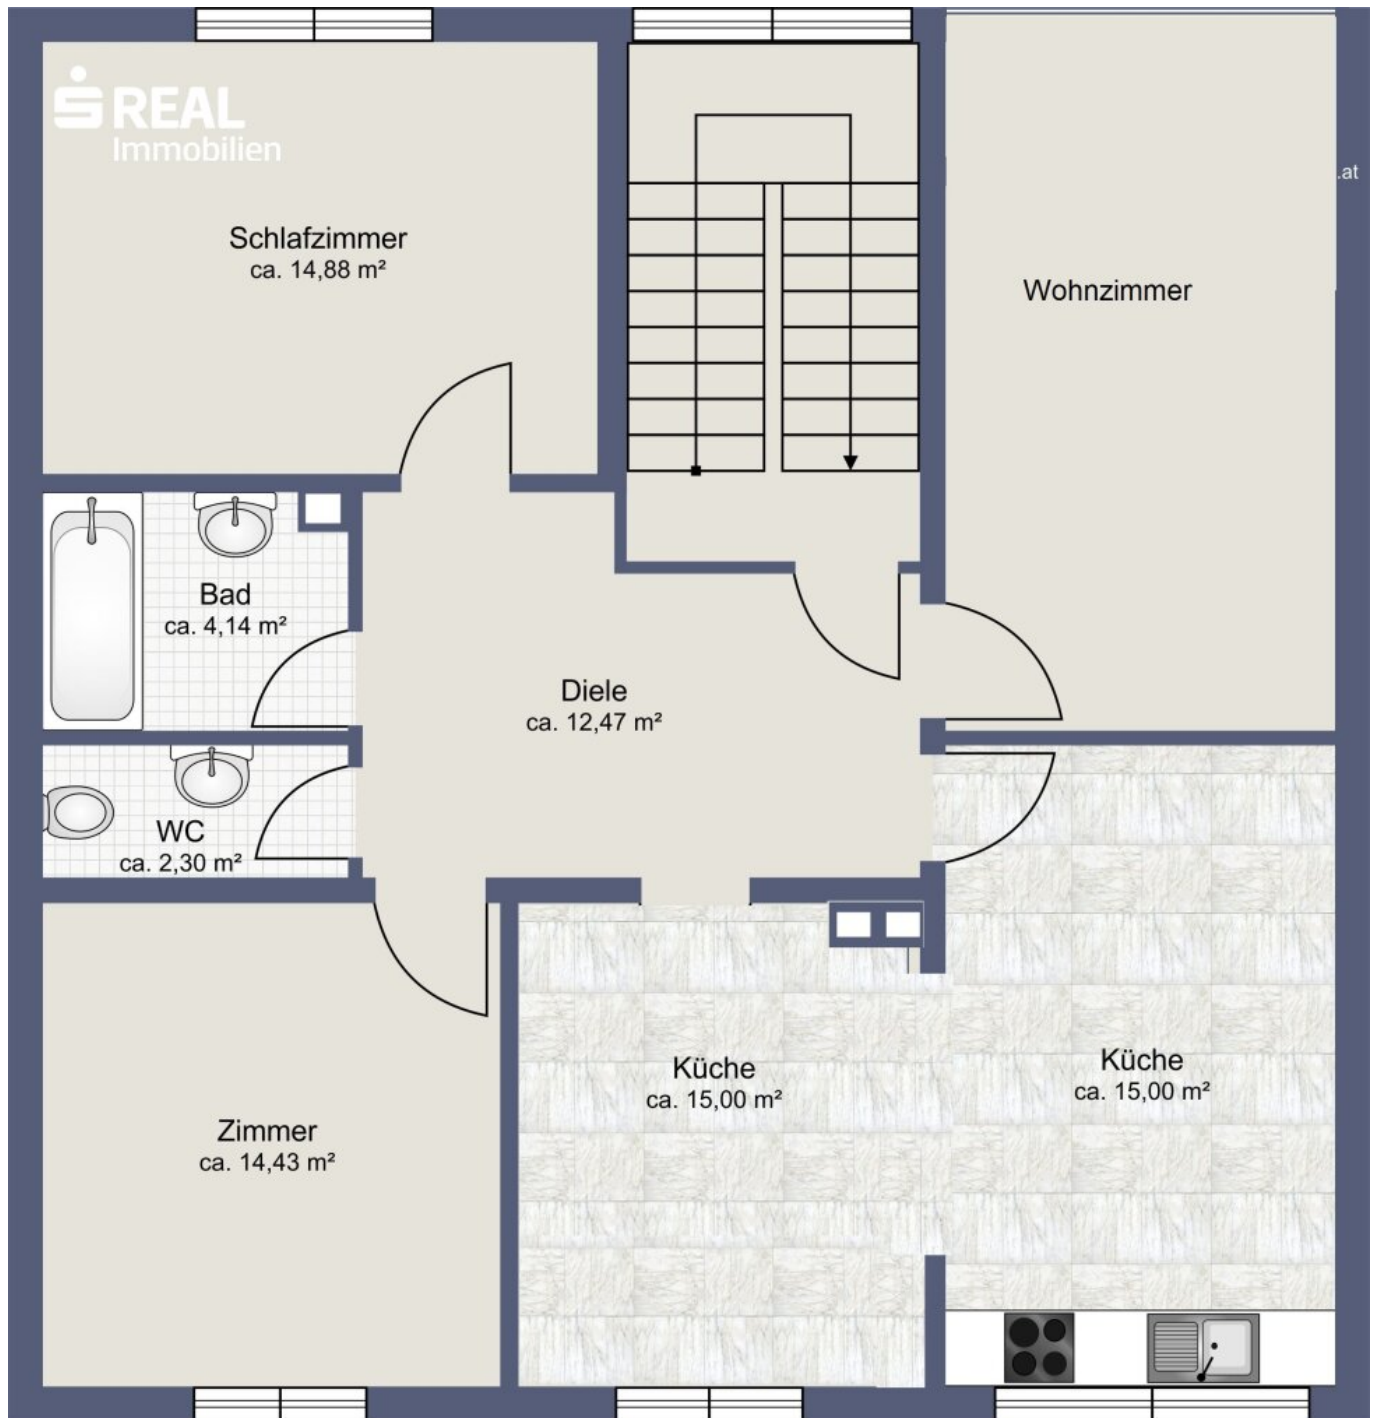 S REAL
Immobilien
.at
Schlafzimmer
ca. 14,88 m²
Wohnzimmer
Bad
ca. 4,14 m²
Diele
ca. 12,47 m²
WC
ca. 2,30 m²
Küche
ca. 15,00 m²
Küche
ca. 15,00 m²
Zimmer
ca. 14,43 m²